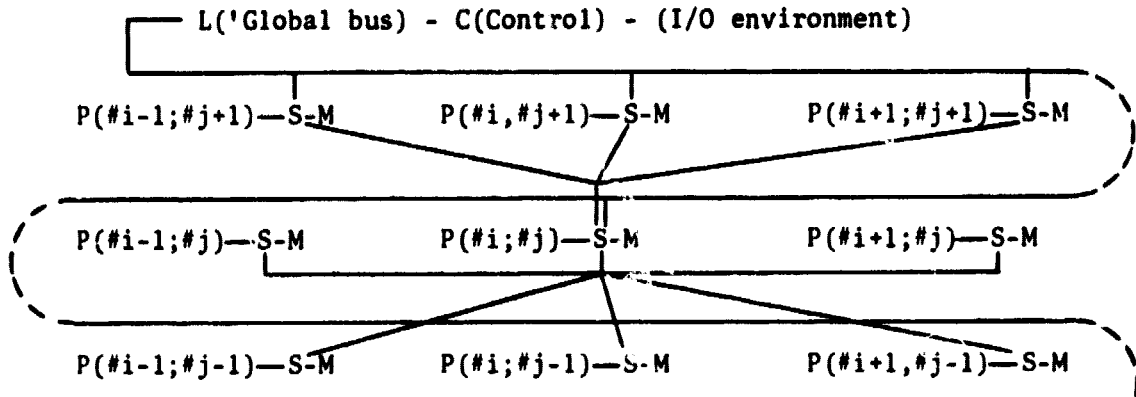 L('Global bus) - C(Control) - (I/O environment)
P(#i-1;#j+1)—S-M P(#i,#j+1)—S-M P(#i+1;#j+1)—S-M
P(#i-1;#j)—S-M P(#i;#j)—S-M P(#i+1;#j)—S-M
P(#i-1;#j-1)—S-M P(#i;#j-1)—S-M P(#i+1,#j-1)—S-M